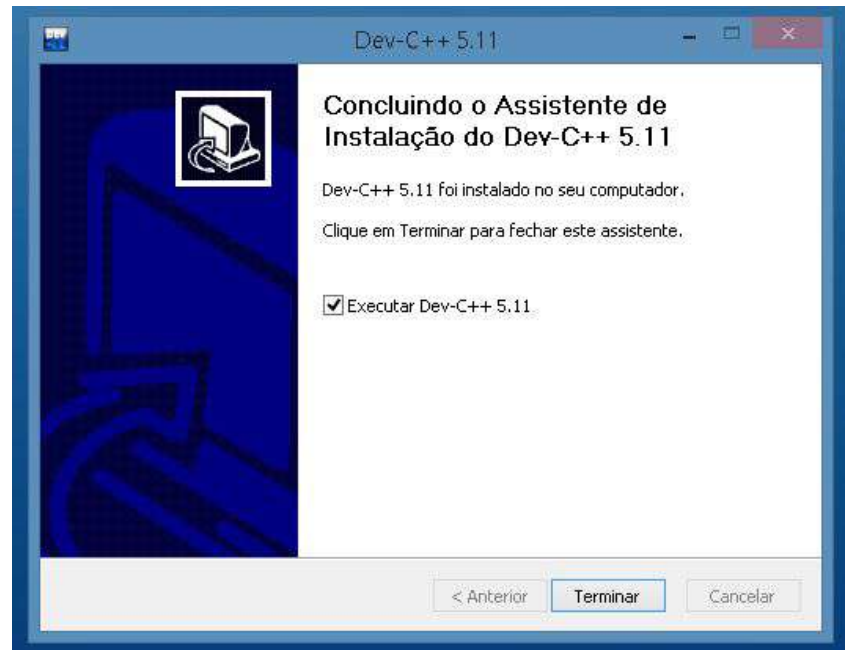 Dev-C++ 5.11
Concluindo o Assistente de
Instalação do Dev-C++ 5.11
Dev-C++ 5.11 foi instalado no seu computador.
Clique em Terminar para fechar este assistente.
Executar Dev-C++ 5.11
< Anterior
Terminar
Cancelar